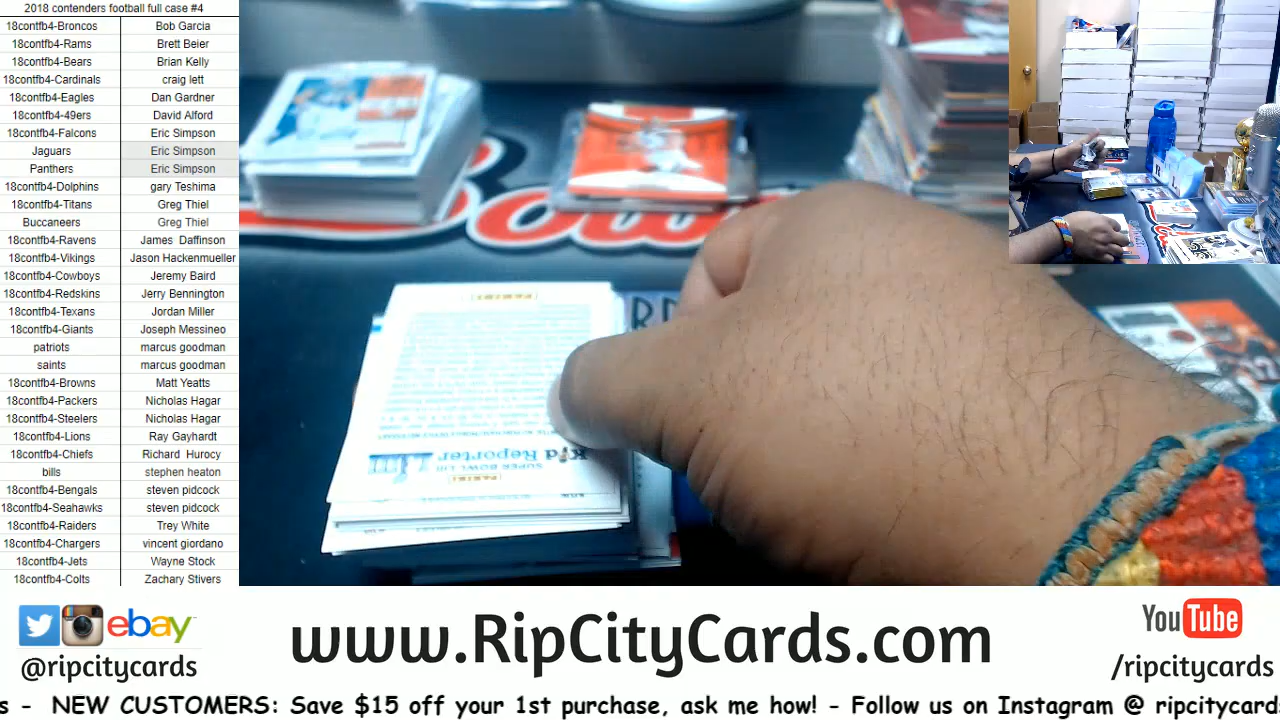 2018 contenders football full case #4
18contfb4-Broncos Bob Garcia
18contfb4-Rams Brett Beier
18contfb4-Bears Brian Kelly
18contfb4-Cardinals craig lett
18contfb4-Eagles Dan Gardner
18contfb4-49ers David Alford
18contfb4-Falcons Eric Simpson
Jaguars Eric Simpson
Panthers Eric Simpson
18contfb4-Dolphins gary Teshima
18contfb4-Titans Greg Thiel
Buccaneers Greg Thiel
18contfb4-Ravens James Daffinson
18contfb4-Vikings Jason Hackenmueller
18contfb4-Cowboys Jeremy Baird
18contfb4-Redskins Jerry Bennington
18contfb4-Texans Jordan Miller
18contfb4-Giants Joseph Messineo
patriots marcus goodman
saints marcus goodman
18contfb4-Browns Matt Yeatts
18contfb4-Packers Nicholas Hagar
18contfb4-Steelers Nicholas Hagar
18contfb4-Lions Ray Gayhardt
18contfb4-Chiefs Richard Hurocy
bills stephen heaton
18contfb4-Bengals steven pidcock
18contfb4-Seahawks steven pidcock
18contfb4-Raiders Trey White
18contfb4-Chargers vincent giordano
18contfb4-Jets Wayne Stock
18contfb4-Colts Zachary Stivers
PANINI
Kid Reporter
SUPER BOWL LIII
PANINI
ebay
@ripcitycards
www.RipCityCards.com
YouTube
/ripcitycards
s - NEW CUSTOMERS: Save $15 off your 1st purchase, ask me how! - Follow us on Instagram @ ripcitycard